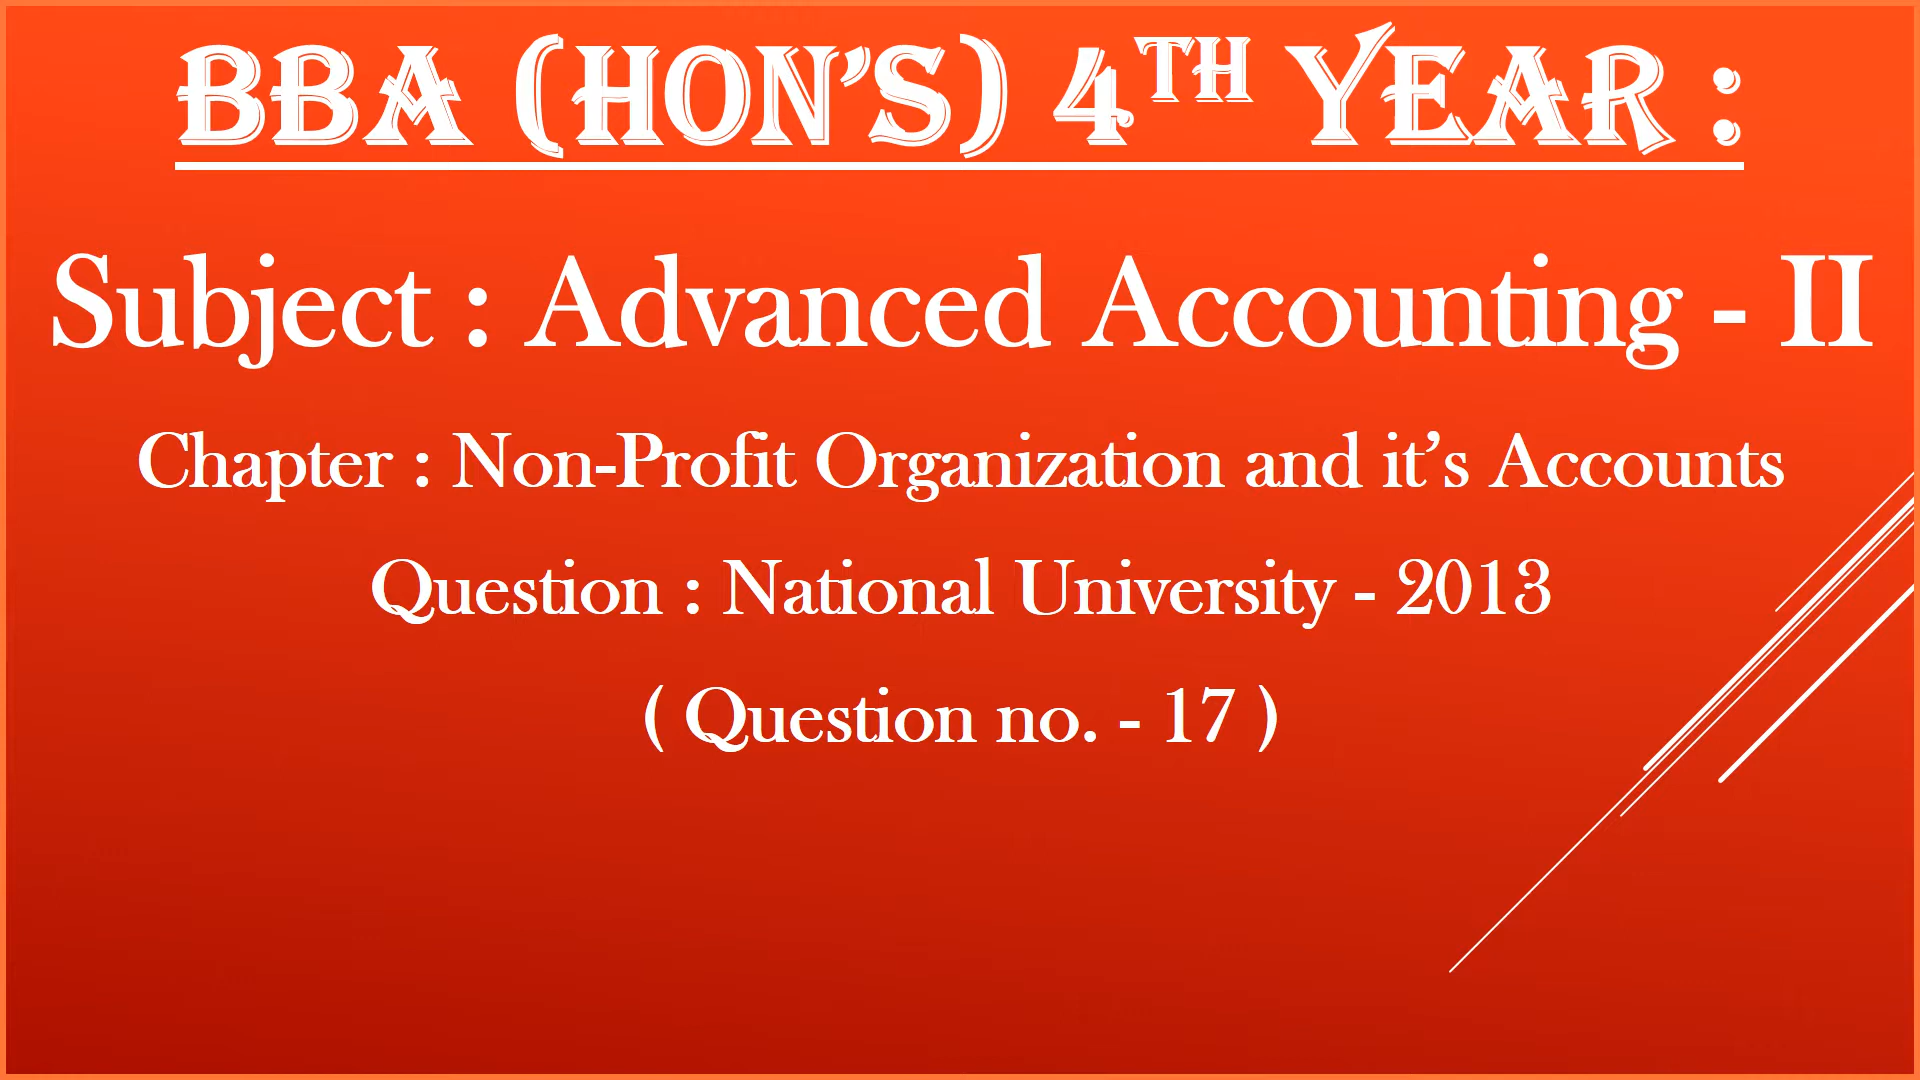 BBA (HON’S) 4TH YEAR :
Subject : Advanced Accounting - II
Chapter : Non-Profit Organization and it’s Accounts
Question : National University - 2013
( Question no. - 17 )